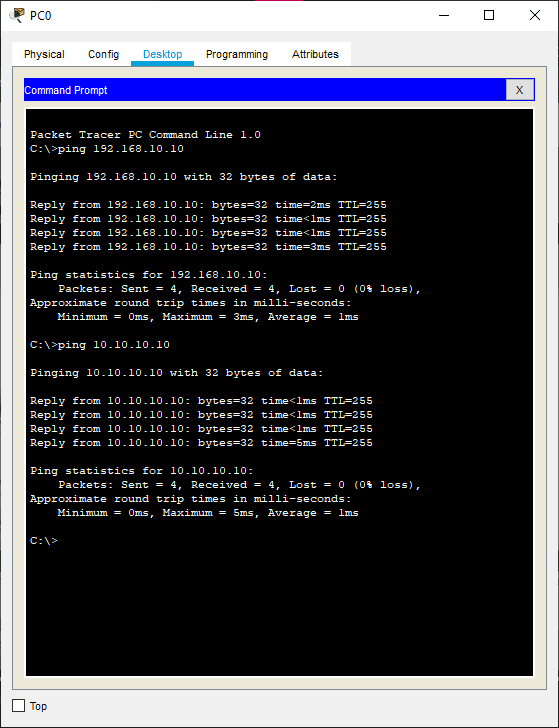 PC0
Physical Config Desktop Programming Attributes
Command Prompt X
Packet Tracer PC Command Line 1.0
C:\>ping 192.168.10.10
Pinging 192.168.10.10 with 32 bytes of data:
Reply from 192.168.10.10: bytes=32 time=2ms TTL=255
Reply from 192.168.10.10: bytes=32 time<1ms TTL=255
Reply from 192.168.10.10: bytes=32 time<1ms TTL=255
Reply from 192.168.10.10: bytes=32 time=3ms TTL=255
Ping statistics for 192.168.10.10:
Packets: Sent = 4, Received = 4, Lost = 0 (0% loss),
Approximate round trip times in milli-seconds:
Minimum = 0ms, Maximum = 3ms, Average = 1ms
C:\>ping 10.10.10.10
Pinging 10.10.10.10 with 32 bytes of data:
Reply from 10.10.10.10: bytes=32 time<1ms TTL=255
Reply from 10.10.10.10: bytes=32 time<1ms TTL=255
Reply from 10.10.10.10: bytes=32 time<1ms TTL=255
Reply from 10.10.10.10: bytes=32 time=5ms TTL=255
Ping statistics for 10.10.10.10:
Packets: Sent = 4, Received = 4, Lost = 0 (0% loss),
Approximate round trip times in milli-seconds:
Minimum = 0ms, Maximum = 5ms, Average = 1ms
C:\>
Top